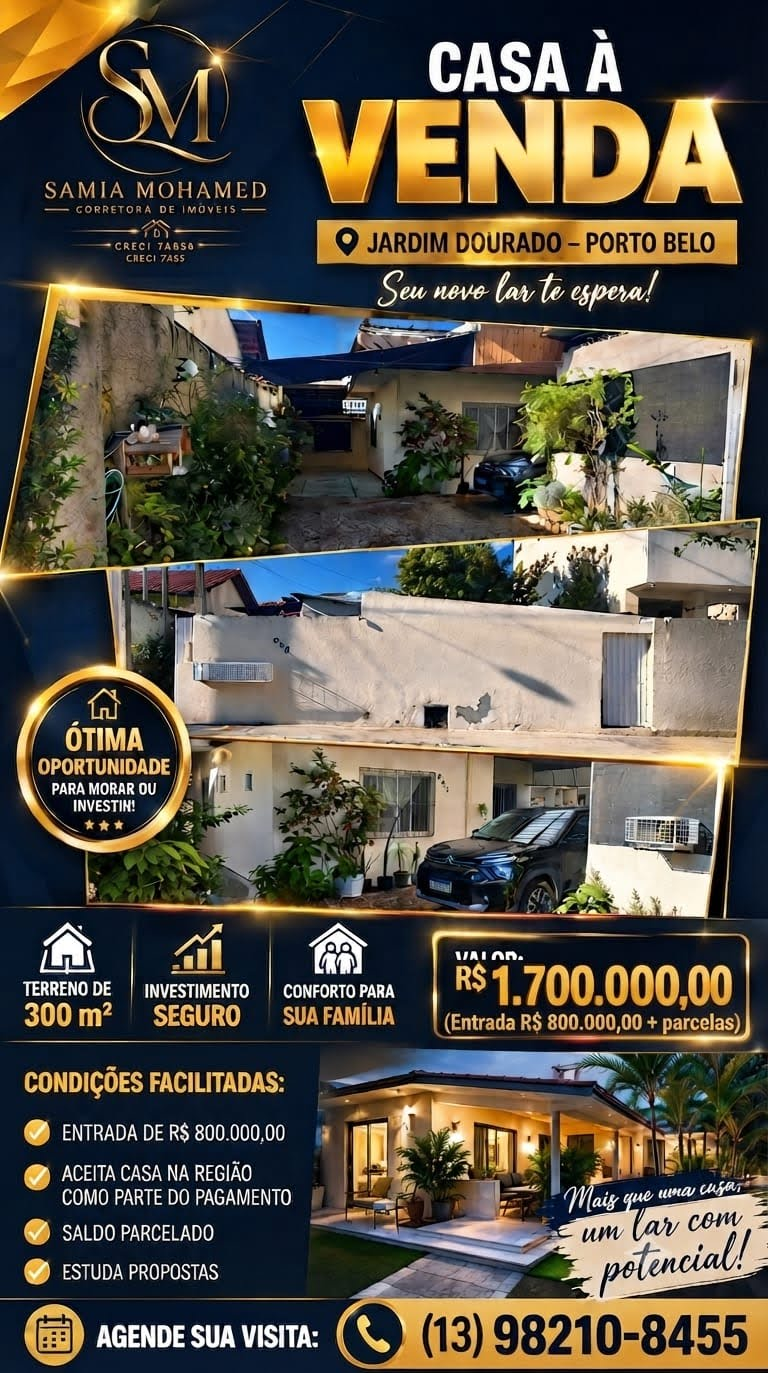 SM
SAMIA MOHAMED
CORRETORA DE IMÓVEIS
CASA À
VENDA
JARDIM DOURADO – PORTO BELO
Seu novo lar te espera!
ÓTIMA
OPORTUNIDADE
PARA MORAR OU
INVESTIN!
TERRENO DE
300 m²
INVESTIMENTO
SEGURO
CONFORTO PARA
SUA FAMÍLIA
VALOR:
R$ 1.700.000,00
(Entrada R$ 800.000,00 + parcelas)
CONDIÇÕES FACILITADAS:
ENTRADA DE R$ 800.000,00
ACEITA CASA NA REGIÃO
COMO PARTE DO PAGAMENTO
SALDO PARCELADO
ESTUDA PROPOSTAS
Mais que uma casa,
um lar com
potencial!
AGENDE SUA VISITA:
(13) 98210-8455